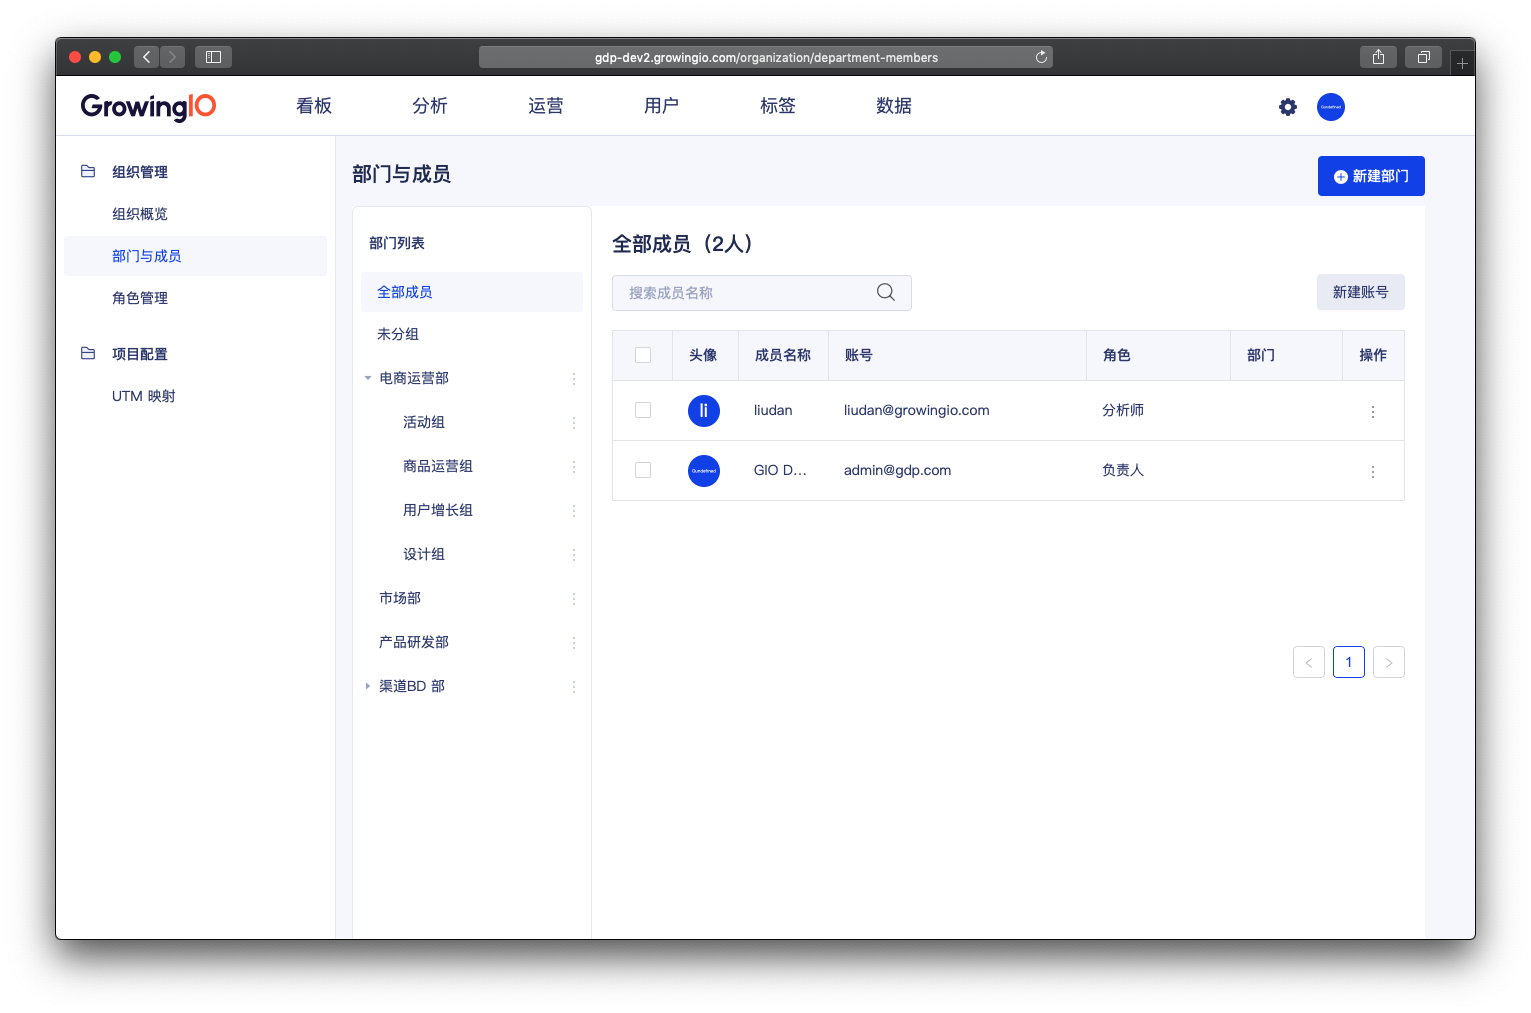 gdp-dev2.growingio.com/organization/department-members
GrowingIO
看板 分析 运营 用户 标签 数据
组织管理
组织概览
部门与成员
角色管理
项目配置
UTM 映射
部门与成员
新建部门
部门列表
全部成员
未分组
电商运营部
活动组
商品运营组
用户增长组
设计组
市场部
产品研发部
渠道BD 部
全部成员（2人）
搜索成员名称
新建账号
头像 成员名称 账号 角色 部门 操作
li liudan liudan@growingio.com 分析师
Gundefined GIO D... admin@gdp.com 负责人
1